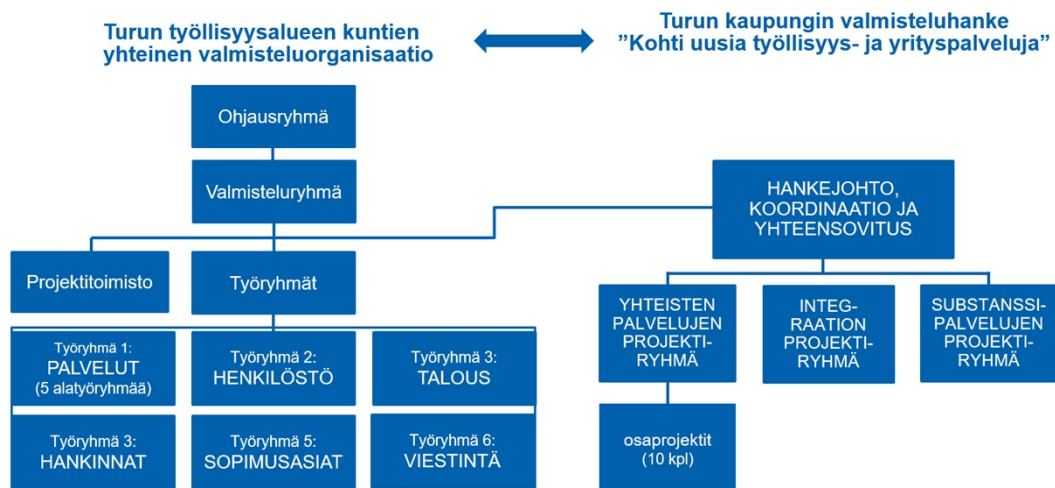 Turun työllisyysalueen kuntien
yhteinen valmisteluorganisaatio
Turun kaupungin valmisteluhanke
”Kohti uusia työllisyys- ja yrityspalveluja”
Ohjausryhmä
Valmisteluryhmä
HANKEJOHTO,
KOORDINAATIO JA
YHTEENSOVITUS
Projektitoimisto
Työryhmät
YHTEISTEN
PALVELUJEN
PROJEKTI-
RYHMÄ
INTEG-
RAATION
PROJEKTI-
RYHMÄ
SUBSTANSSI-
PALVELUJEN
PROJEKTI-
RYHMÄ
Työryhmä 1:
PALVELUT
(5 alatyöryhmää)
Työryhmä 2:
HENKILÖSTÖ
Työryhmä 3:
TALOUS
Työryhmä 3:
HANKINNAT
Työryhmä 5:
SOPIMUSASIAT
Työryhmä 6:
VIESTINTÄ
osaprojektit
(10 kpl)